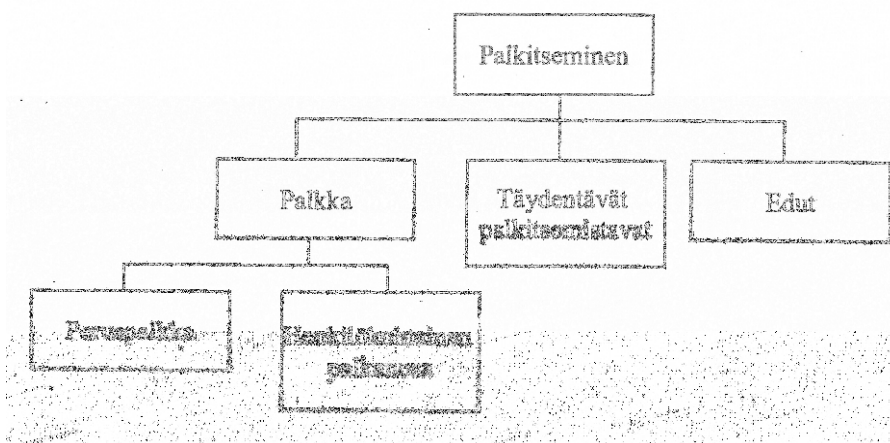 Palkitseminen
Palkka
Täydentävät
palkitsemistavat
Edut
Peruspalkka
Henkilökohtainen
palkanosa